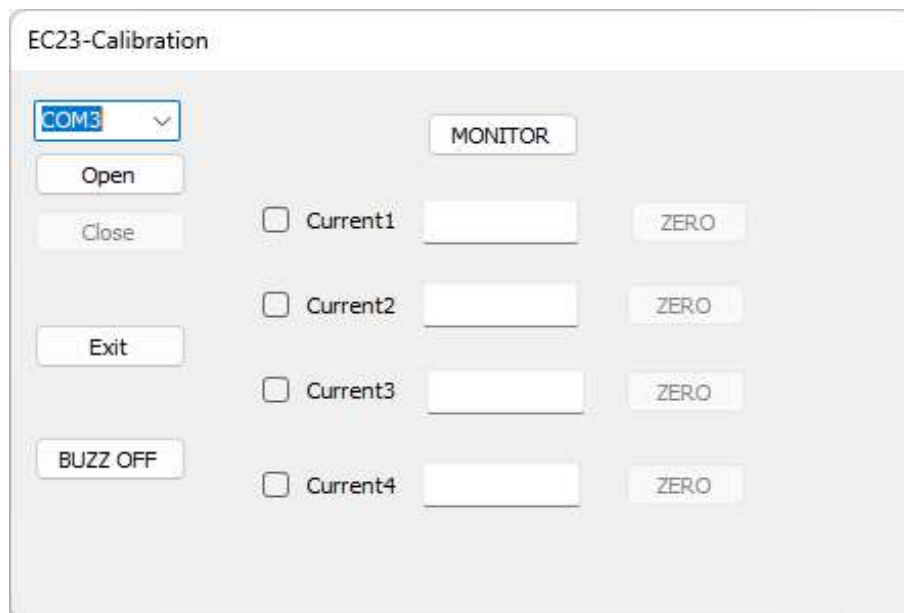 EC23-Calibration
COM3
MONITOR
Open
Close
Current1
ZERO
Current2
ZERO
Exit
Current3
ZERO
BUZZ OFF
Current4
ZERO